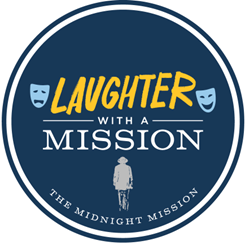 LAUGHTER
WITH A
MISSION
THE MIDNIGHT MISSION